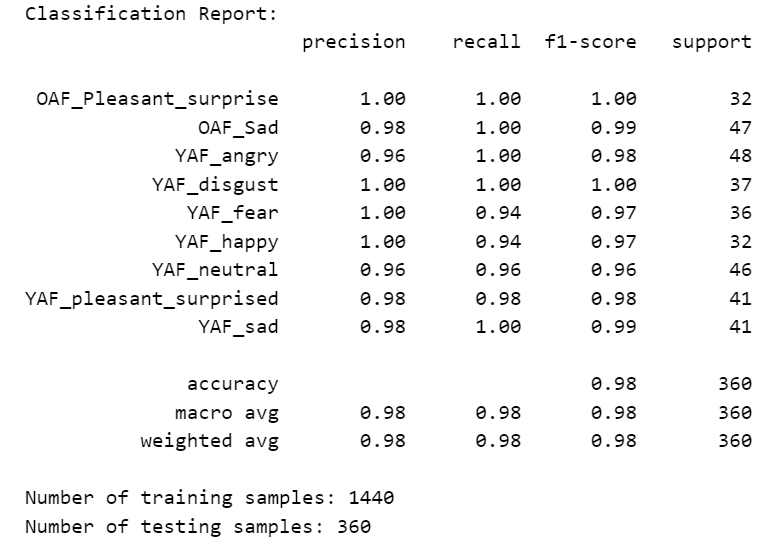 Classification Report:
precision recall f1-score support
OAF_Pleasant_surprise 1.00 1.00 1.00 32
OAF_Sad 0.98 1.00 0.99 47
YAF_angry 0.96 1.00 0.98 48
YAF_disgust 1.00 1.00 1.00 37
YAF_fear 1.00 0.94 0.97 36
YAF_happy 1.00 0.94 0.97 32
YAF_neutral 0.96 0.96 0.96 46
YAF_pleasant_surprised 0.98 0.98 0.98 41
YAF_sad 0.98 1.00 0.99 41
accuracy 0.98 360
macro avg 0.98 0.98 0.98 360
weighted avg 0.98 0.98 0.98 360
Number of training samples: 1440
Number of testing samples: 360